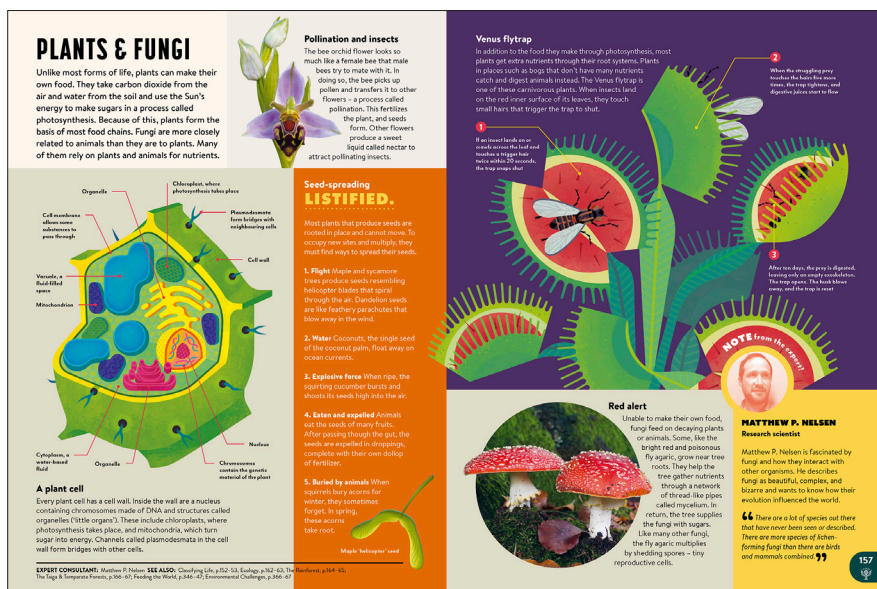 PLANTS & FUNGI
Unlike most forms of life, plants can make their
own food. They take carbon dioxide from the
air and water from the soil and use the Sun's
energy to make sugars in a process called
photosynthesis. Because of this, plants form the
basis of most food chains. Fungi are more closely
related to animals than they are to plants. Many
of them rely on plants and animals for nutrients.
Pollination and insects
The bee orchid flower looks so
much like a female bee that male
bees try to mate with it. In
doing so, the bee picks up
pollen and transfers it to other
flowers – a process called
pollination. This fertilizes
the plant, and seeds
form. Other flowers
produce a sweet
liquid called nectar to
attract pollinating insects.
Organelle
Chloroplast, where
photosynthesis takes place
Cell membrane
allows some
substances to
pass through
Plasmodesmata
form bridges with
neighbouring cells
Cell wall
Vacuole, a
fluid-filled
space
Mitochondrion
Nucleus
Cytoplasm, a
water-based
fluid
Organelle
Chromosomes
contain the genetic
material of the plant
A plant cell
Every plant cell has a cell wall. Inside the wall are a nucleus
containing chromosomes made of DNA and structures called
organelles ('little organs'). These include chloroplasts, where
photosynthesis takes place, and mitochondria, which turn
sugar into energy. Channels called plasmodesmata in the cell
wall form bridges with other cells.
Seed-spreading
LISTIFIED.
Most plants that produce seeds are
rooted in place and cannot move. To
occupy new sites and multiply, they
must find ways to spread their seeds.
1. Flight Maple and sycamore
trees produce seeds resembling
helicopter blades that spiral
through the air. Dandelion seeds
are like feathery parachutes that
blow away in the wind.
2. Water Coconuts, the single seed
of the coconut palm, float away on
ocean currents.
3. Explosive force When ripe, the
squirting cucumber bursts and
shoots its seeds high into the air.
4. Eaten and expelled Animals
eat the seeds of many fruits.
After passing though the gut, the
seeds are expelled in droppings,
complete with their own dollop
of fertilizer.
5. Buried by animals When
squirrels bury acorns for
winter, they sometimes
forget. In spring,
these acorns
take root.
Maple 'helicopter' seed
EXPERT CONSULTANT: Matthew P. Nelsen SEE ALSO: Classifying Life, p.152–53; Ecology, p.162–63; The Rainforest, p.164–65;
The Taiga & Temperate Forests, p.166–67; Feeding the World, p.346–47; Environmental Challenges, p.366–67
Venus flytrap
In addition to the food they make through photosynthesis, most
plants get extra nutrients through their root systems. Plants
in places such as bogs that don't have many nutrients
catch and digest animals instead. The Venus flytrap is
one of these carnivorous plants. When insects land
on the red inner surface of its leaves, they touch
small hairs that trigger the trap to shut.
1
If an insect lands on or
crawls across the leaf and
touches a trigger hair
twice within 20 seconds,
the trap snaps shut
2
When the struggling prey
touches the hairs five more
times, the trap tightens, and
digestive juices start to flow
3
After ten days, the prey is digested,
leaving only an empty exoskeleton.
The trap opens. The husk blows
away, and the trap is reset
Red alert
Unable to make their own food,
fungi feed on decaying plants
or animals. Some, like the
bright red and poisonous
fly agaric, grow near tree
roots. They help the
tree gather nutrients
through a network
of thread-like pipes
called mycelium. In
return, the tree supplies
the fungi with sugars.
Like many other fungi,
the fly agaric multiplies
by shedding spores – tiny
reproductive cells.
NOTE from the expert!
MATTHEW P. NELSEN
Research scientist
Matthew P. Nelsen is fascinated by
fungi and how they interact with
other organisms. He describes
fungi as beautiful, complex, and
bizarre and wants to know how their
evolution influenced the world.
“There are a lot of species out there
that have never been seen or described.
There are more species of lichen-
forming fungi than there are birds
and mammals combined.”
157